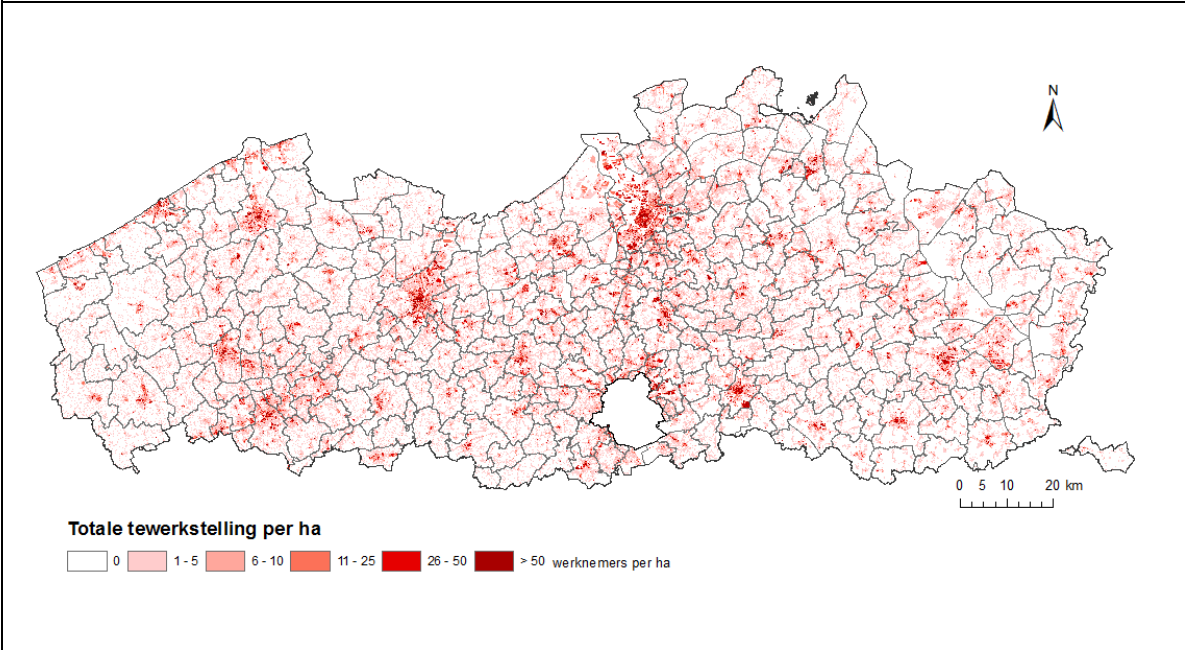 N
0 5 10 20 km
Totale tewerkstelling per ha
0 1 - 5 6 - 10 11 - 25 26 - 50 > 50 werknemers per ha